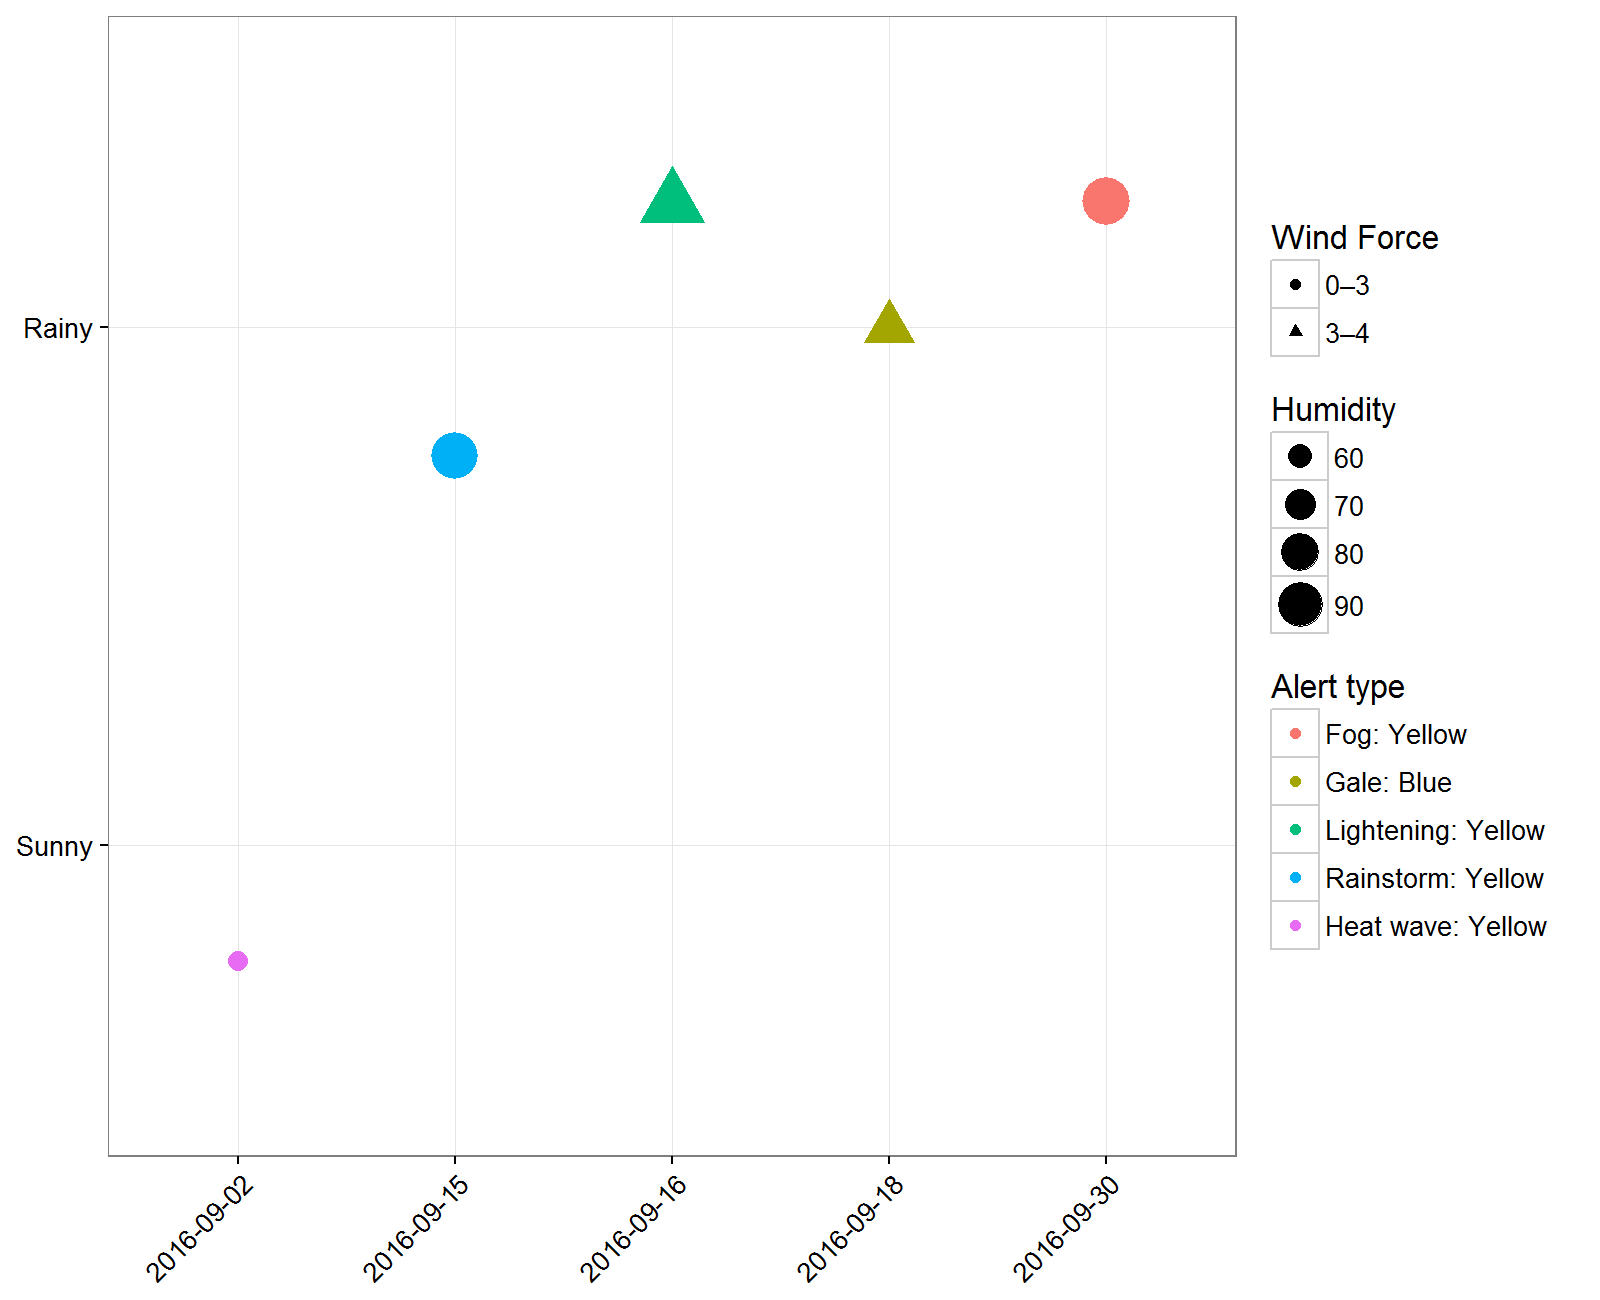 Rainy
Sunny
2016-09-02
2016-09-15
2016-09-16
2016-09-18
2016-09-30
Wind Force
0–3
3–4
Humidity
60
70
80
90
Alert type
Fog: Yellow
Gale: Blue
Lightening: Yellow
Rainstorm: Yellow
Heat wave: Yellow